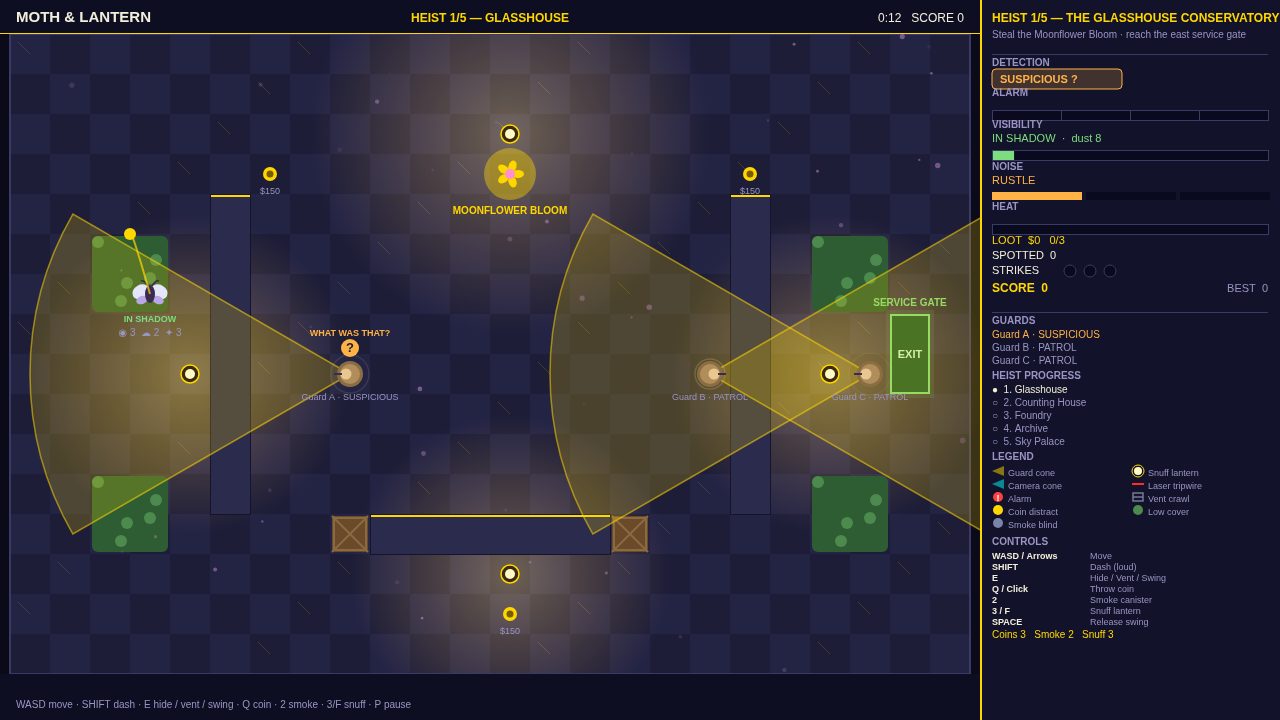 MOTH & LANTERN
HEIST 1/5 — GLASSHOUSE
0:12 SCORE 0
$150
$150
MOONFLOWER BLOOM
IN SHADOW
◉ 3 ☁ 2 ✦ 3
WHAT WAS THAT?
?
Guard A · SUSPICIOUS
SERVICE GATE
EXIT
Guard B · PATROL
Guard C · PATROL
$150
WASD move · SHIFT dash · E hide / vent / swing · Q coin · 2 smoke · 3/F snuff · P pause
HEIST 1/5 — THE GLASSHOUSE CONSERVATORY
Steal the Moonflower Bloom · reach the east service gate
DETECTION
SUSPICIOUS ?
ALARM
VISIBILITY
IN SHADOW · dust 8
NOISE
RUSTLE
HEAT
LOOT $0 0/3
SPOTTED 0
STRIKES
SCORE 0
BEST 0
GUARDS
Guard A · SUSPICIOUS
Guard B · PATROL
Guard C · PATROL
HEIST PROGRESS
● 1. Glasshouse
○ 2. Counting House
○ 3. Foundry
○ 4. Archive
○ 5. Sky Palace
LEGEND
Guard cone
Snuff lantern
Camera cone
Laser tripwire
! Alarm
Vent crawl
Coin distract
Low cover
Smoke blind
CONTROLS
WASD / Arrows Move
SHIFT Dash (loud)
E Hide / Vent / Swing
Q / Click Throw coin
2 Smoke canister
3 / F Snuff lantern
SPACE Release swing
Coins 3 Smoke 2 Snuff 3